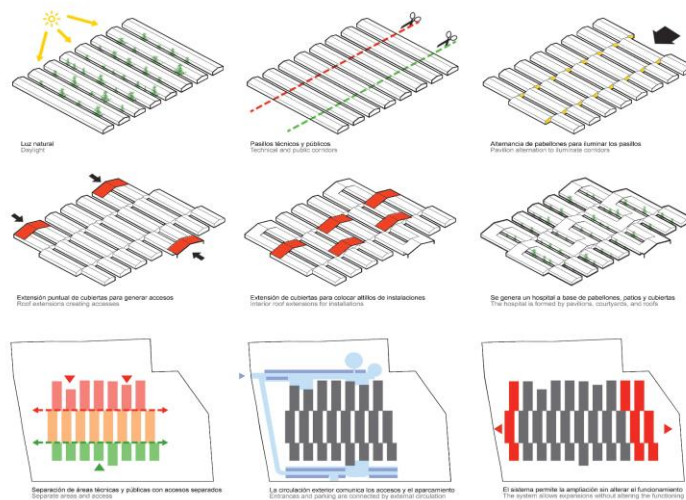 Luz natural
Daylight
Pasillos técnicos y públicos
Technical and public corridors
Alternancia de pabellones para iluminar los pasillos
Pavilion alternation to illuminate corridors
Extensión puntual de cubiertas para generar accesos
Roof extensions creating accesses
Extensión de cubiertas para colocar altillos de instalaciones
Interior roof extensions for installations
Se genera un hospital a base de pabellones, patios y cubiertas
The hospital is formed by pavilions, courtyards, and roofs
Separación de áreas técnicas y públicas con accesos separados
Separete areas and access
La circulación exterior comunica los accesos y el aparcamiento
Entrances and parking are connected by external circulation
El sistema permite la ampliación sin alterar el funcionamiento
The system allows expansions without altering the functioning